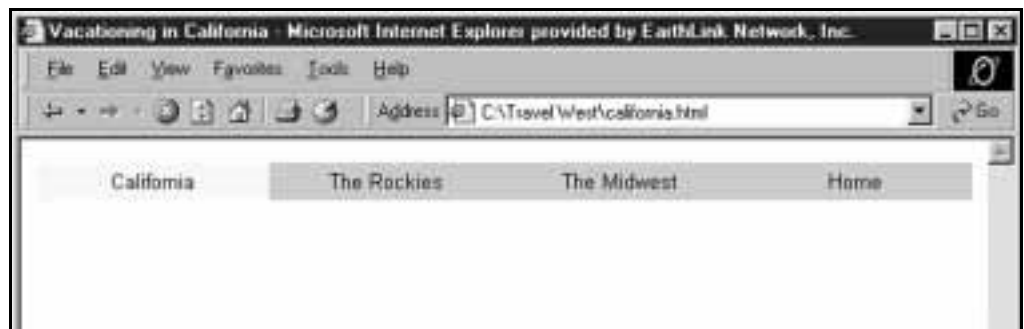 Vacationing in California - Microsoft Internet Explorer provided by EarthLink Network, Inc.
File Edit View Favorites Tools Help
Address C:\Travel West\california.html Go
California The Rockies The Midwest Home